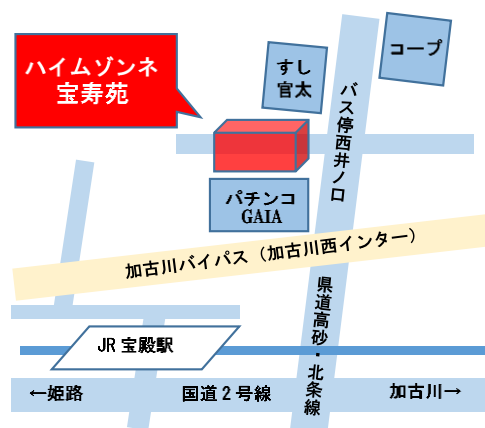 ハイムゾンネ
宝寿苑
すし
官太
コープ
バス停西井ノ口
パチンコ
GAIA
加古川バイパス（加古川西インター）
県道高砂・北条線
JR宝殿駅
←姫路
国道2号線
加古川→